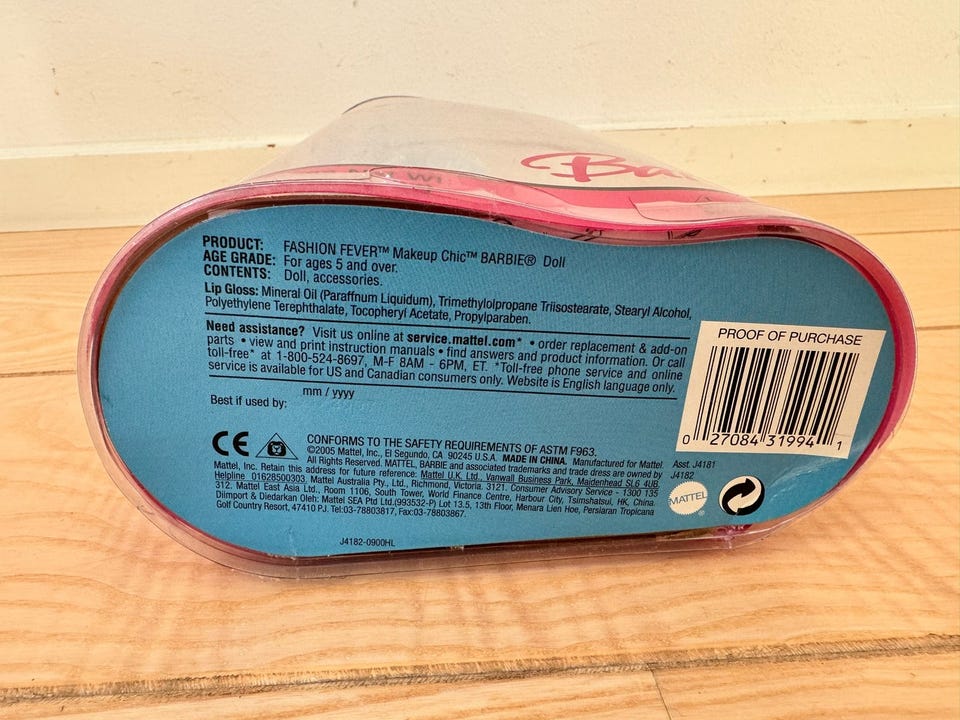 Ba
PRODUCT: FASHION FEVER™ Makeup Chic™ BARBIE® Doll
AGE GRADE: For ages 5 and over.
CONTENTS: Doll, accessories.
Lip Gloss: Mineral Oil (Paraffnum Liquidum), Trimethylolpropane Triisostearate, Stearyl Alcohol,
Polyethylene Terephthalate, Tocopheryl Acetate, Propylparaben.
Need assistance? Visit us online at service.mattel.com* • order replacement & add-on
parts • view and print instruction manuals • find answers and product information. Or call
toll-free* at 1-800-524-8697, M-F 8AM - 6PM, ET. *Toll-free phone service and online
service is available for US and Canadian consumers only. Website is English language only.
mm / yyyy
Best if used by:
PROOF OF PURCHASE
0 27084 31994 1
CE
CONFORMS TO THE SAFETY REQUIREMENTS OF ASTM F963.
©2005 Mattel, Inc., El Segundo, CA 90245 U.S.A. MADE IN CHINA. Manufactured for Mattel.
All Rights Reserved. MATTEL, BARBIE and associated trademarks and trade dress are owned by
Mattel, Inc. Retain this address for future reference: Mattel U.K. Ltd., Vanwall Business Park, Maidenhead SL6 4UB.
Helpline 01628500303. Mattel Australia Pty., Ltd., Richmond, Victoria. 3121. Consumer Advisory Service - 1300 135
312. Mattel East Asia Ltd., Room 1106, South Tower, World Finance Centre, Harbour City, Tsimshatsui, HK, China.
Diimport & Diedarkan Oleh: Mattel SEA Ptd Ltd.(993532-P) Lot 13.5, 13th Floor, Menara Lien Hoe, Persiaran Tropicana
Golf Country Resort, 47410 PJ. Tel:03-78803817, Fax:03-78803867.
Asst. J4181
J4182
MATTEL
J4182-0900HL